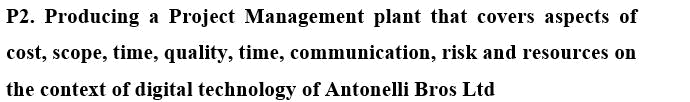 P2. Producing a Project Management plant that covers aspects of
cost, scope, time, quality, time, communication, risk and resources on
the context of digital technology of Antonelli Bros Ltd